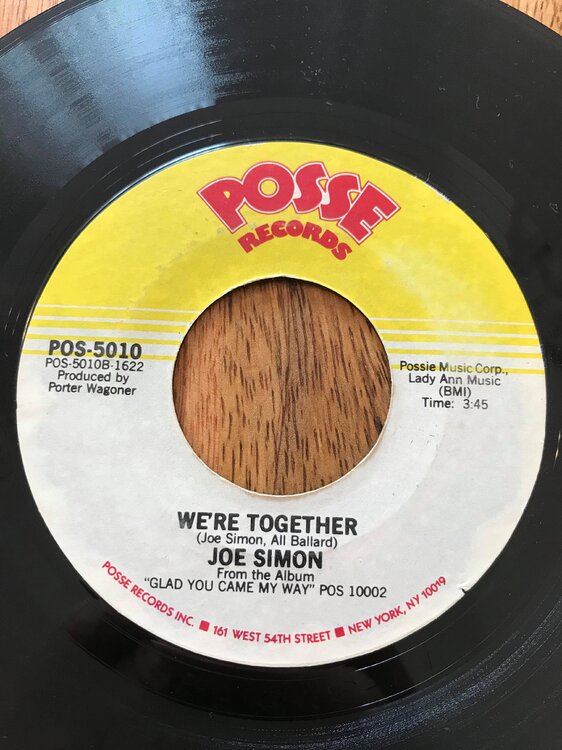 POSSE
RECORDS
POS-5010
POS-5010B-1622
Produced by
Porter Wagoner
Possie Music Corp.,
Lady Ann Music
(BMI)
Time: 3:45
WE'RE TOGETHER
(Joe Simon, All Ballard)
JOE SIMON
From the Album
"GLAD YOU CAME MY WAY" POS 10002
POSSE RECORDS INC. ■ 161 WEST 54TH STREET ■ NEW YORK, NY 10019